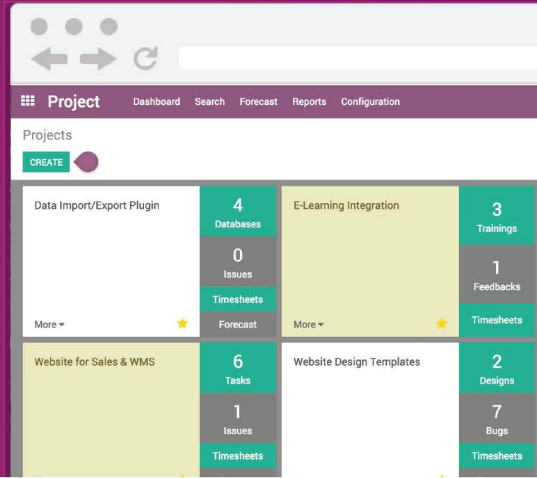 Project Dashboard Search Forecast Reports Configuration
Projects
CREATE
Data Import/Export Plugin
4
Databases
0
Issues
Timesheets
Forecast
More
E-Learning Integration
3
Trainings
1
Feedbacks
Timesheets
More
Website for Sales & WMS
6
Tasks
1
Issues
Timesheets
Website Design Templates
2
Designs
7
Bugs
Timesheets